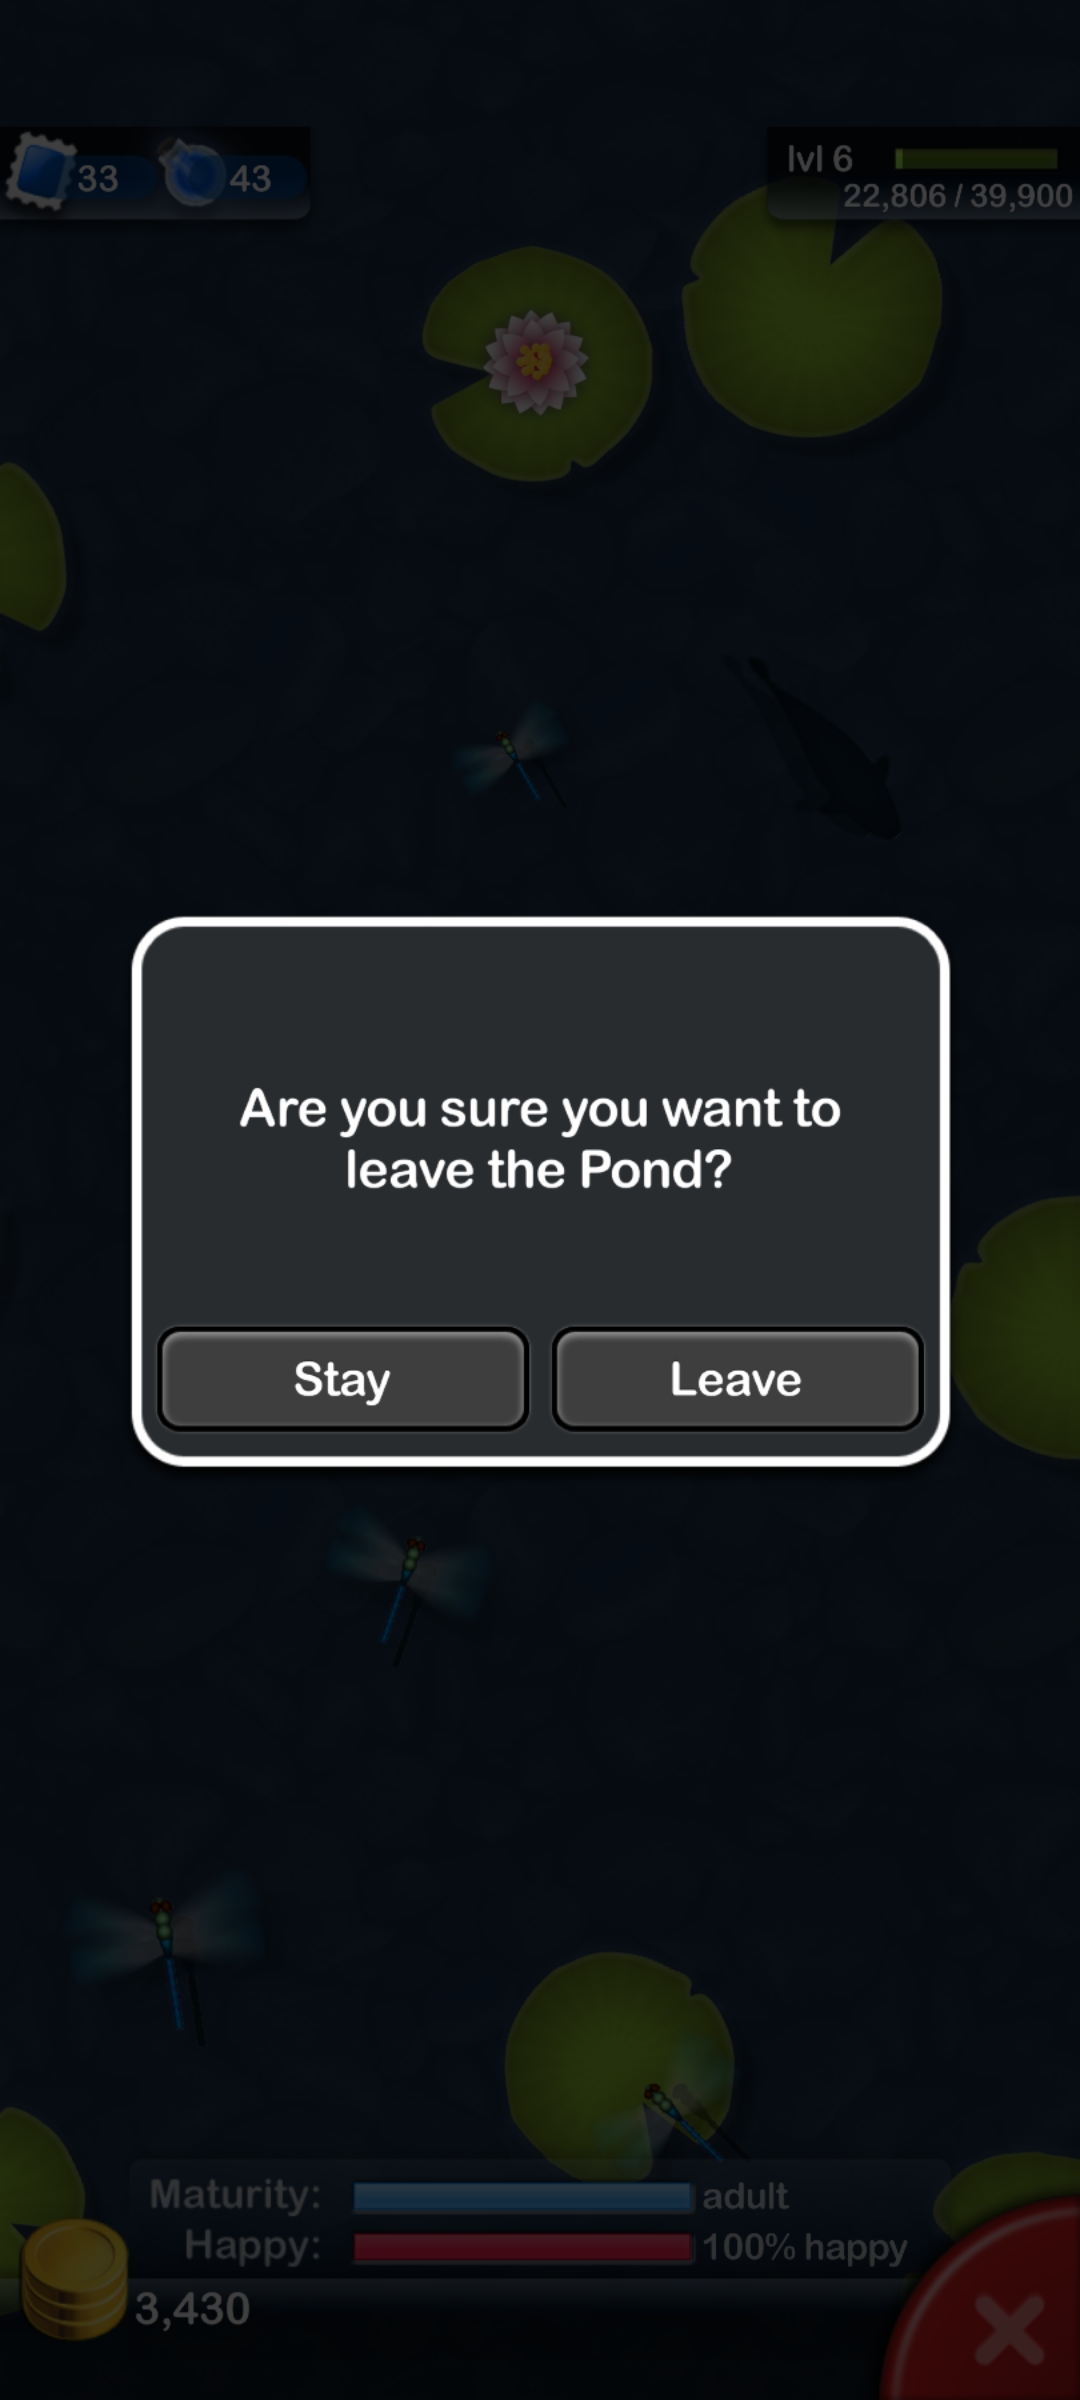 33 43
lvl 6
22,806 / 39,900
Are you sure you want to
leave the Pond?
Stay Leave
Maturity: adult
Happy: 100% happy
3,430